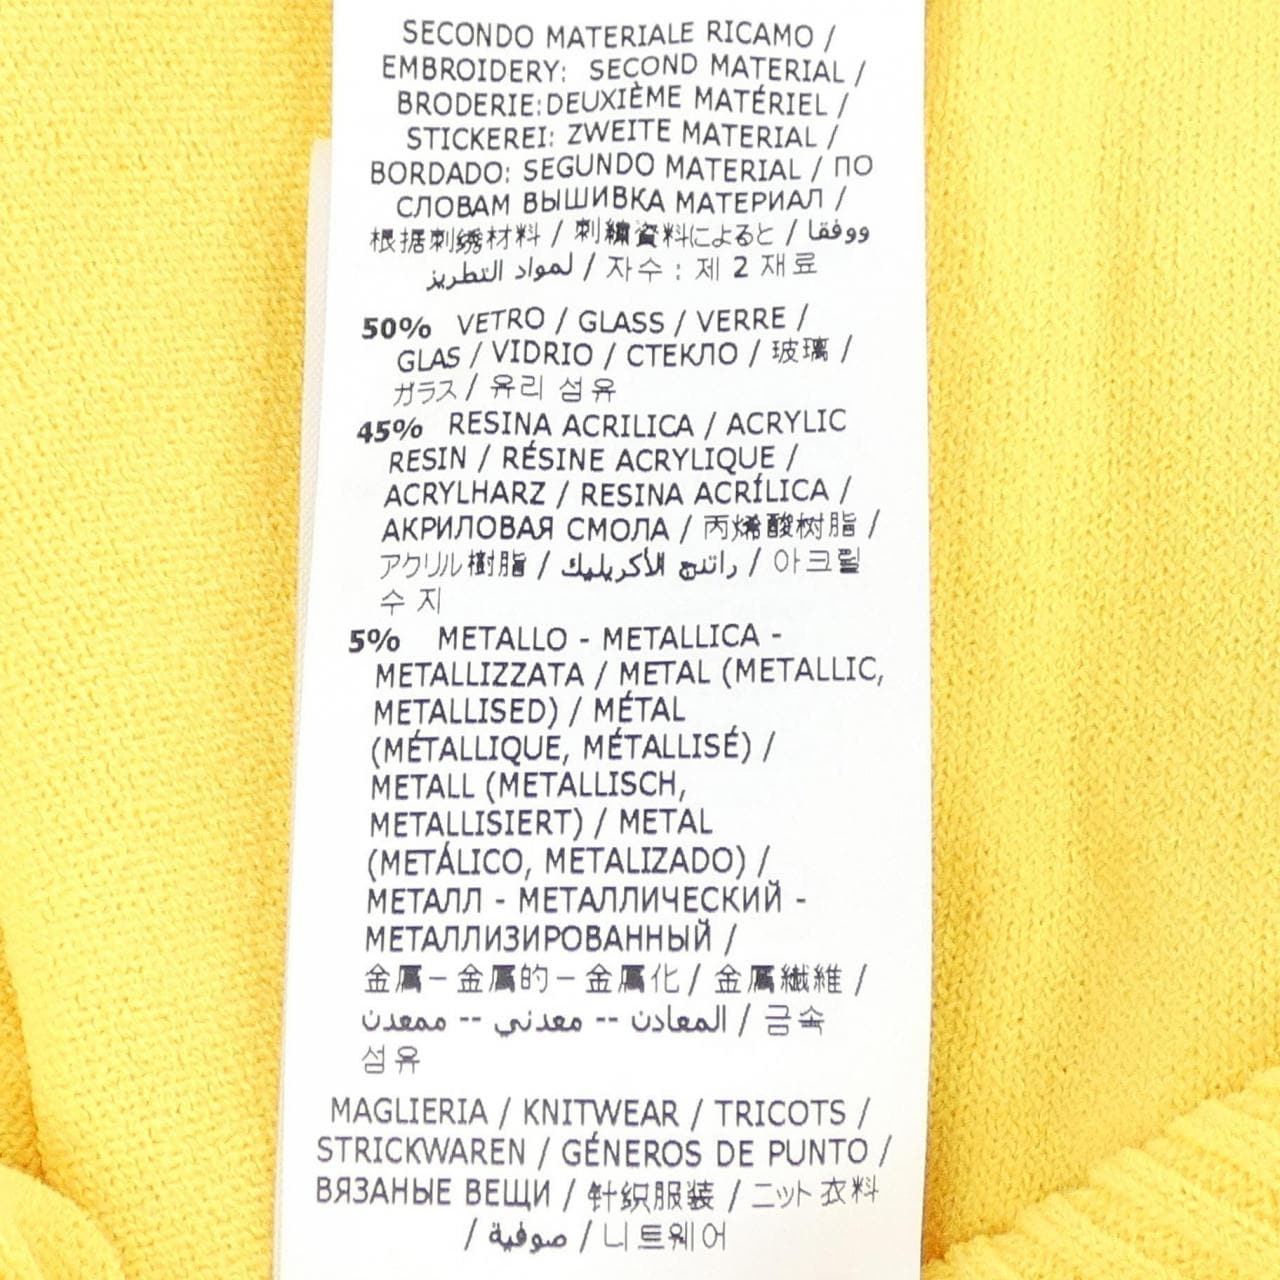 SECONDO MATERIALE RICAMO /
EMBROIDERY: SECOND MATERIAL /
BRODERIE:DEUXIÈME MATÉRIEL /
STICKEREI: ZWEITE MATERIAL /
BORDADO: SEGUNDO MATERIAL / ПО
СЛОВАМ ВЫШИВКА МАТЕРИАЛ /
根据刺绣材料 / 刺繍資料によると / ووفقا
لمواد التطريز / 자수 : 제 2 재료
50% VETRO / GLASS / VERRE /
GLAS / VIDRIO / СТЕКЛО / 玻璃 /
ガラス / 유리 섬유
45% RESINA ACRILICA / ACRYLIC
RESIN / RÉSINE ACRYLIQUE /
ACRYLHARZ / RESINA ACRÍLICA /
АКРИЛОВАЯ СМОЛА / 丙烯酸树脂 /
アクリル樹脂 / راتنج الأكريليك / 아크릴
수지
5% METALLO - METALLICA -
METALLIZZATA / METAL (METALLIC,
METALLISED) / MÉTAL
(MÉTALLIQUE, MÉTALLISÉ) /
METALL (METALLISCH,
METALLISIERT) / METAL
(METÁLICO, METALIZADO) /
МЕТАЛЛ - МЕТАЛЛИЧЕСКИЙ -
МЕТАЛЛИЗИРОВАННЫЙ /
金属－金属的－金属化 / 金属繊維 /
المعادن -- معدني -- ممعدن / 금속
섬유
MAGLIERIA / KNITWEAR / TRICOTS /
STRICKWAREN / GÉNEROS DE PUNTO /
ВЯЗАНЫЕ ВЕЩИ / 针织服装 / ニット衣料
/ صوفية / 니트웨어